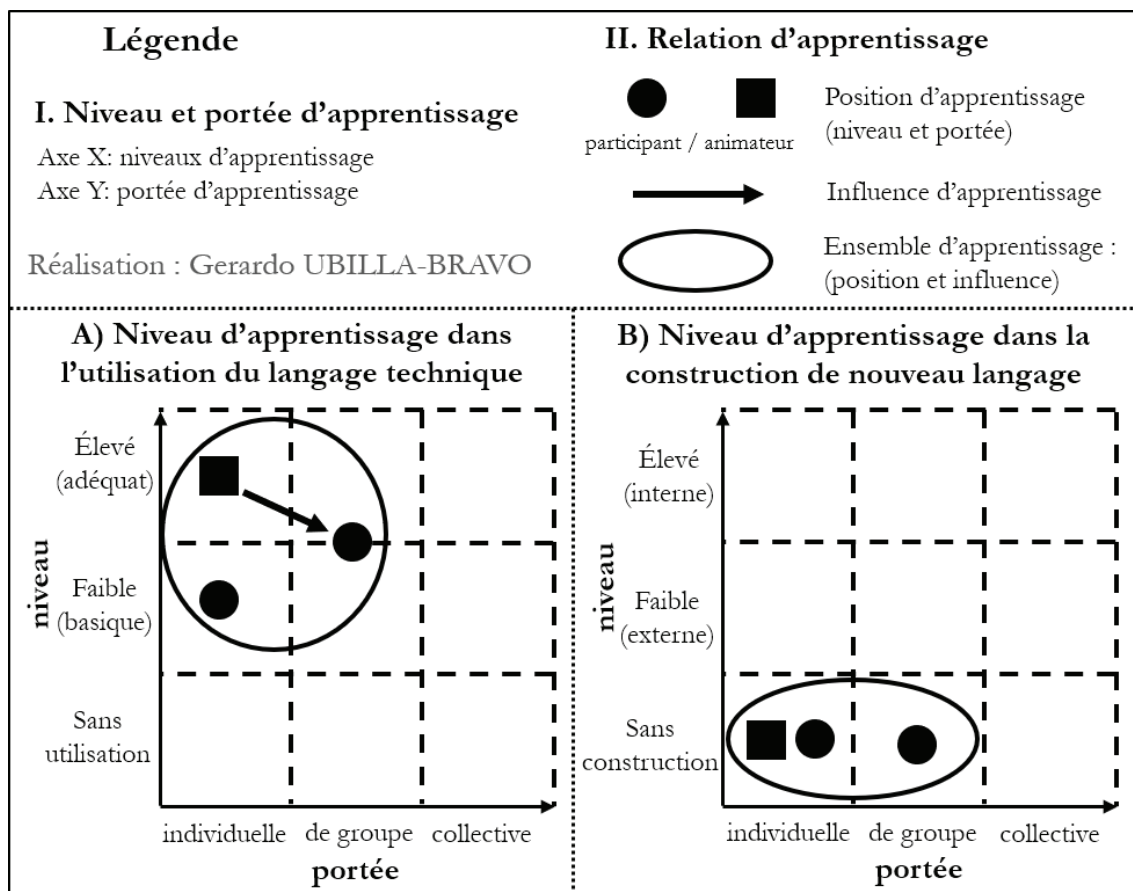 Légende
I. Niveau et portée d'apprentissage
Axe X: niveaux d'apprentissage
Axe Y: portée d'apprentissage
Réalisation : Gerardo UBILLA-BRAVO
II. Relation d'apprentissage
participant / animateur
Position d'apprentissage
(niveau et portée)
Influence d'apprentissage
Ensemble d'apprentissage :
(position et influence)
A) Niveau d'apprentissage dans
l'utilisation du langage technique
niveau
Élevé
(adéquat)
Faible
(basique)
Sans
utilisation
individuelle
de groupe
collective
portée
B) Niveau d'apprentissage dans la
construction de nouveau langage
niveau
Élevé
(interne)
Faible
(externe)
Sans
construction
individuelle
de groupe
collective
portée